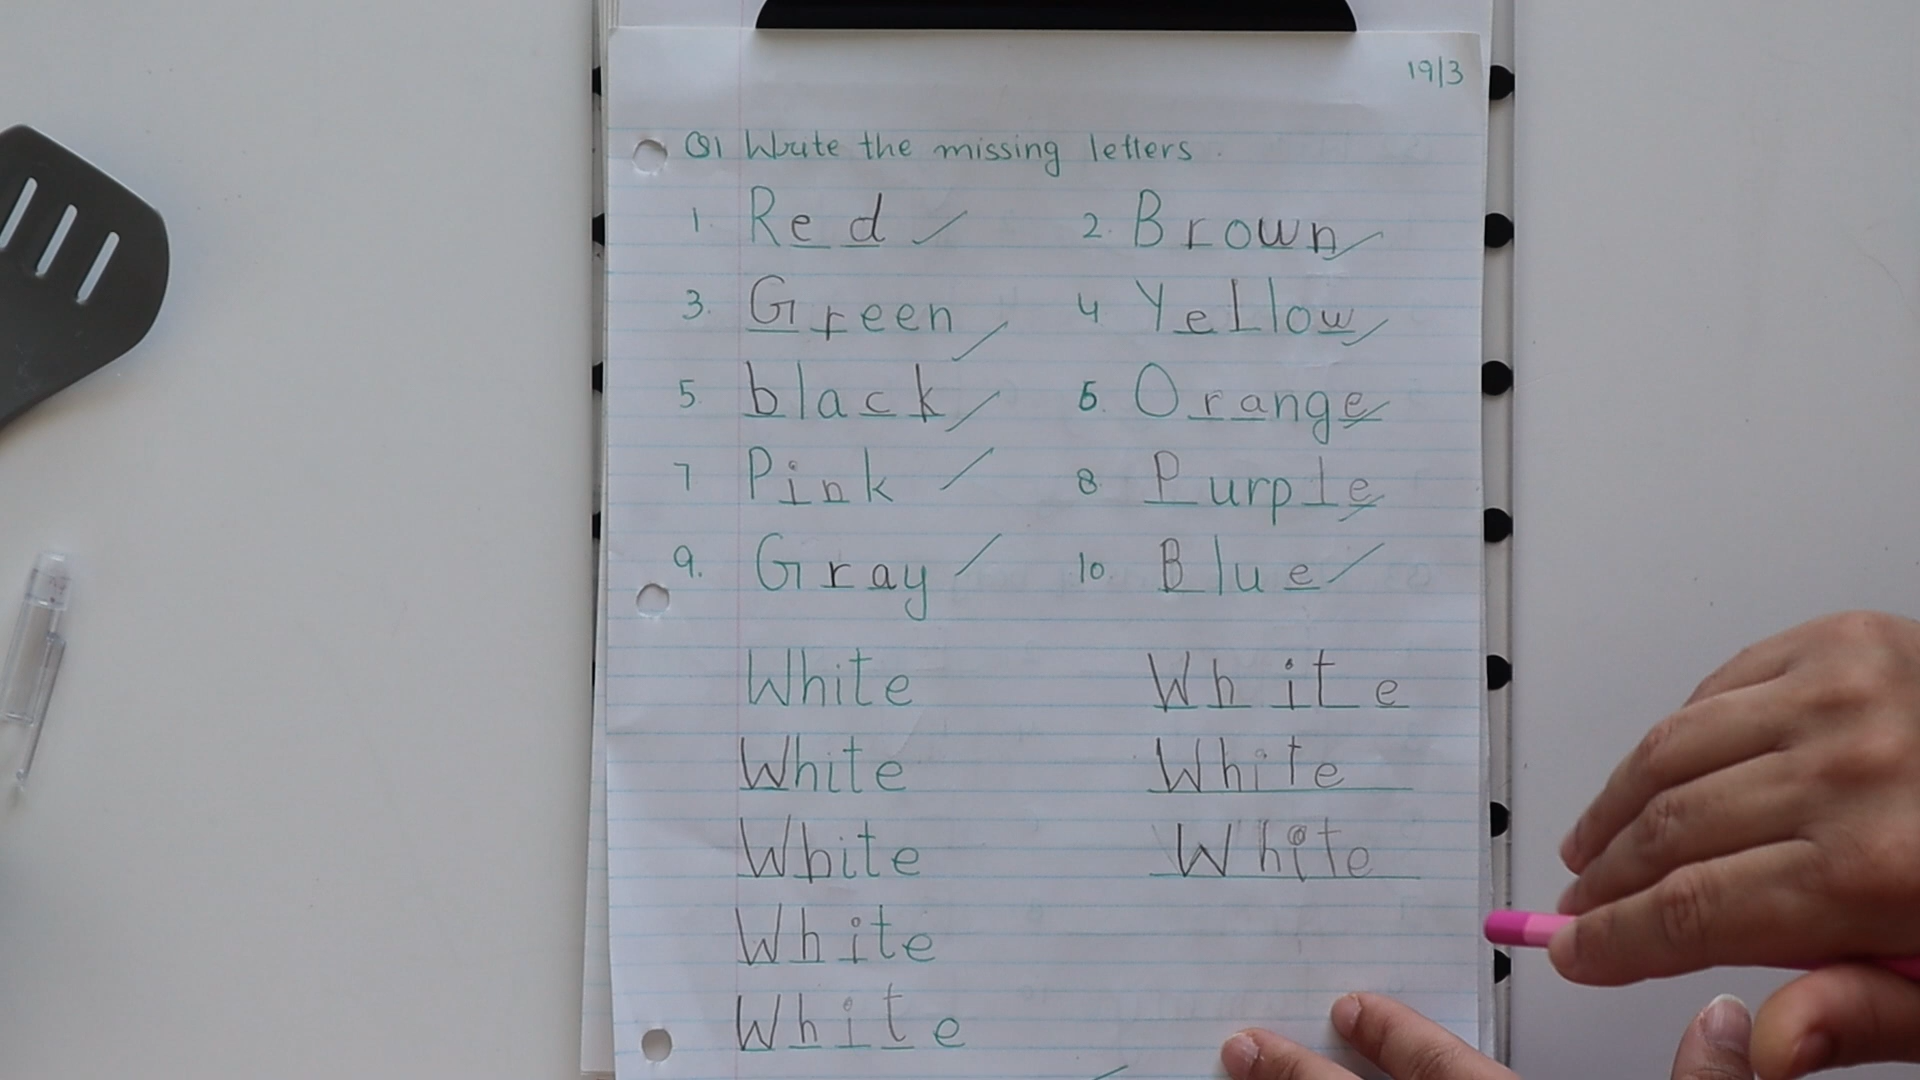 19/3
Q1 Write the missing letters.
1. Red 2. Brown
3. Green 4 Yellow
5. black 6. Orange
7 Pink 8 Purple
9. Gray 10. Blue
White White
White White
White White
White
White